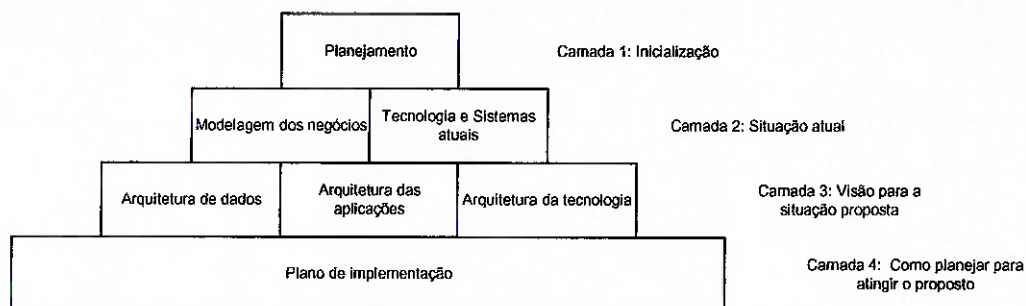 Planejamento
Camada 1: Inicialização
Modelagem dos negócios
Tecnologia e Sistemas
atuais
Camada 2: Situação atual
Arquitetura de dados
Arquitetura das
aplicações
Arquitetura da tecnologia
Camada 3: Visão para a
situação proposta
Plano de implementação
Camada 4: Como planejar para
atingir o proposto